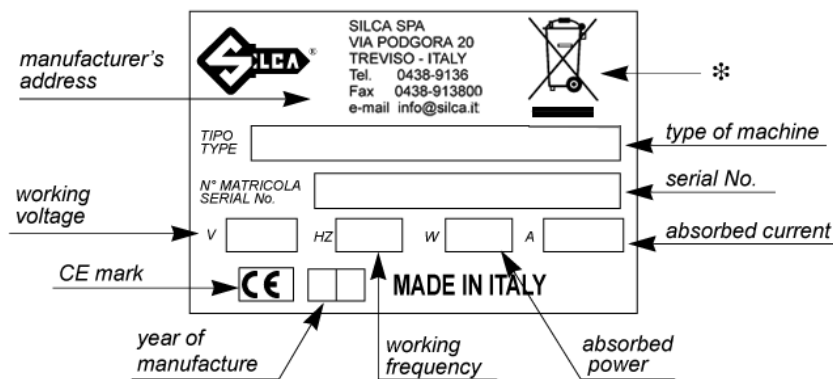 SILCA®
SILCA SPA
VIA PODGORA 20
TREVISO - ITALY
Tel. 0438-9136
Fax 0438-913800
e-mail info@silca.it
manufacturer's
address
*
TIPO
TYPE
type of machine
N° MATRICOLA
SERIAL No.
serial No.
working
voltage
V
HZ
W
A
absorbed current
CE mark
CE
MADE IN ITALY
year of
manufacture
working
frequency
absorbed
power